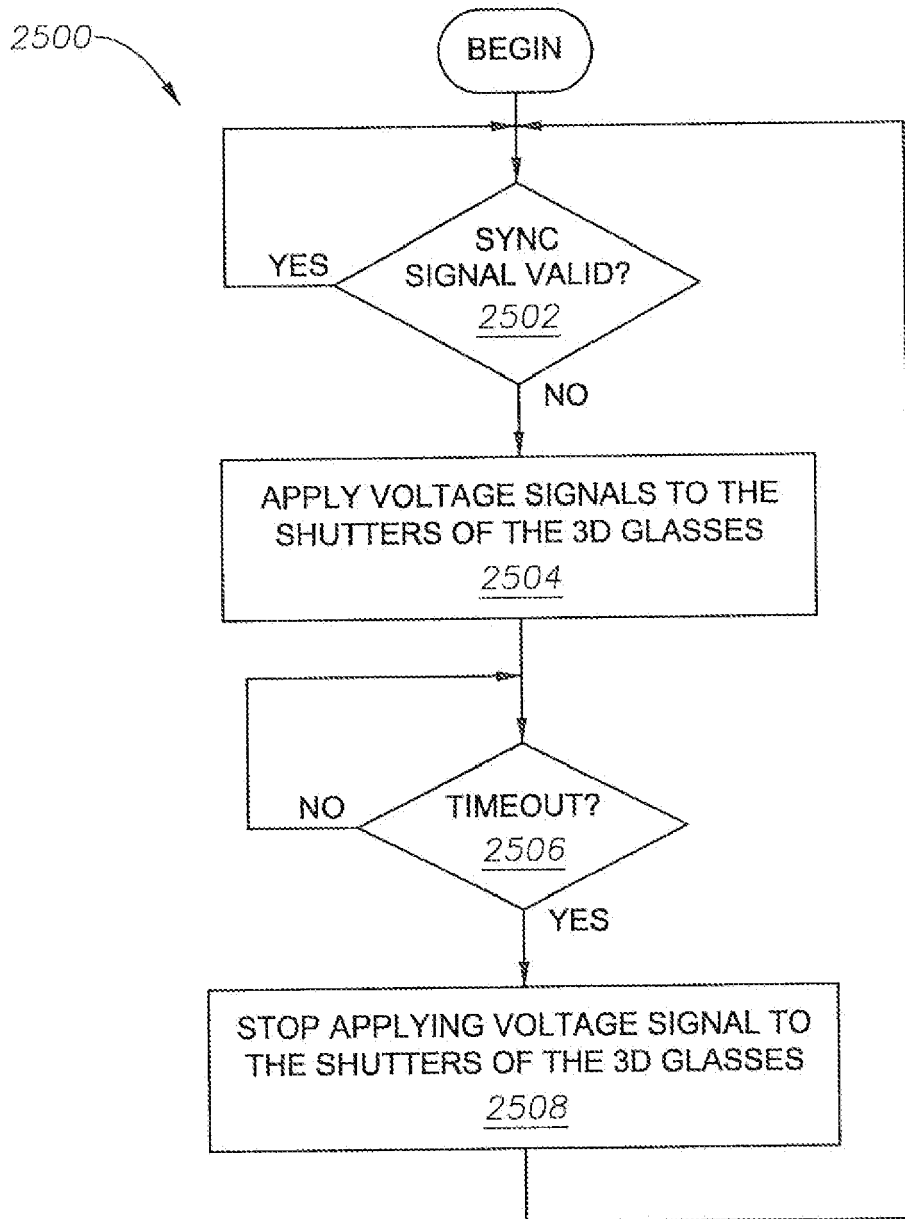 2500
BEGIN
SYNC
SIGNAL VALID?
2502
YES
NO
APPLY VOLTAGE SIGNALS TO THE
SHUTTERS OF THE 3D GLASSES
2504
TIMEOUT?
2506
NO
YES
STOP APPLYING VOLTAGE SIGNAL TO
THE SHUTTERS OF THE 3D GLASSES
2508